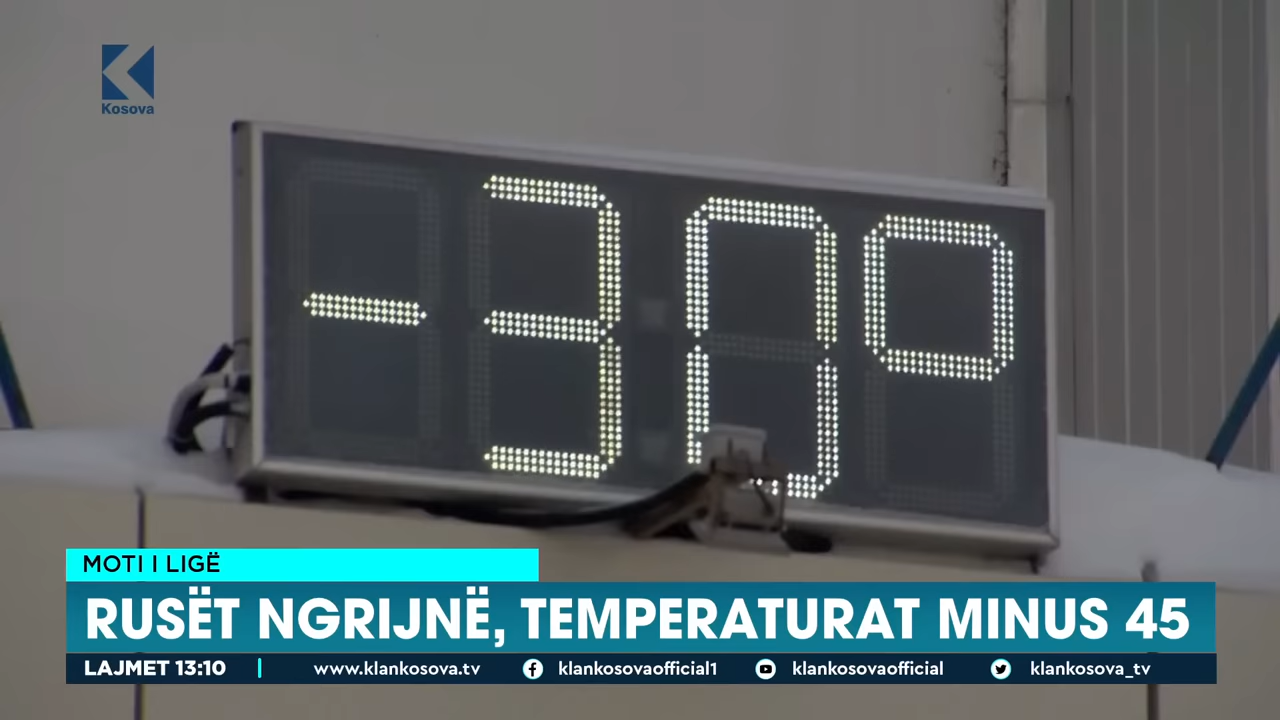 Kosova
-30°
MOTI I LIGË
RUSËT NGRIJNË, TEMPERATURAT MINUS 45
LAJMET 13:10 www.klankosova.tv klankosovaofficial1 klankosovaofficial klankosova_tv